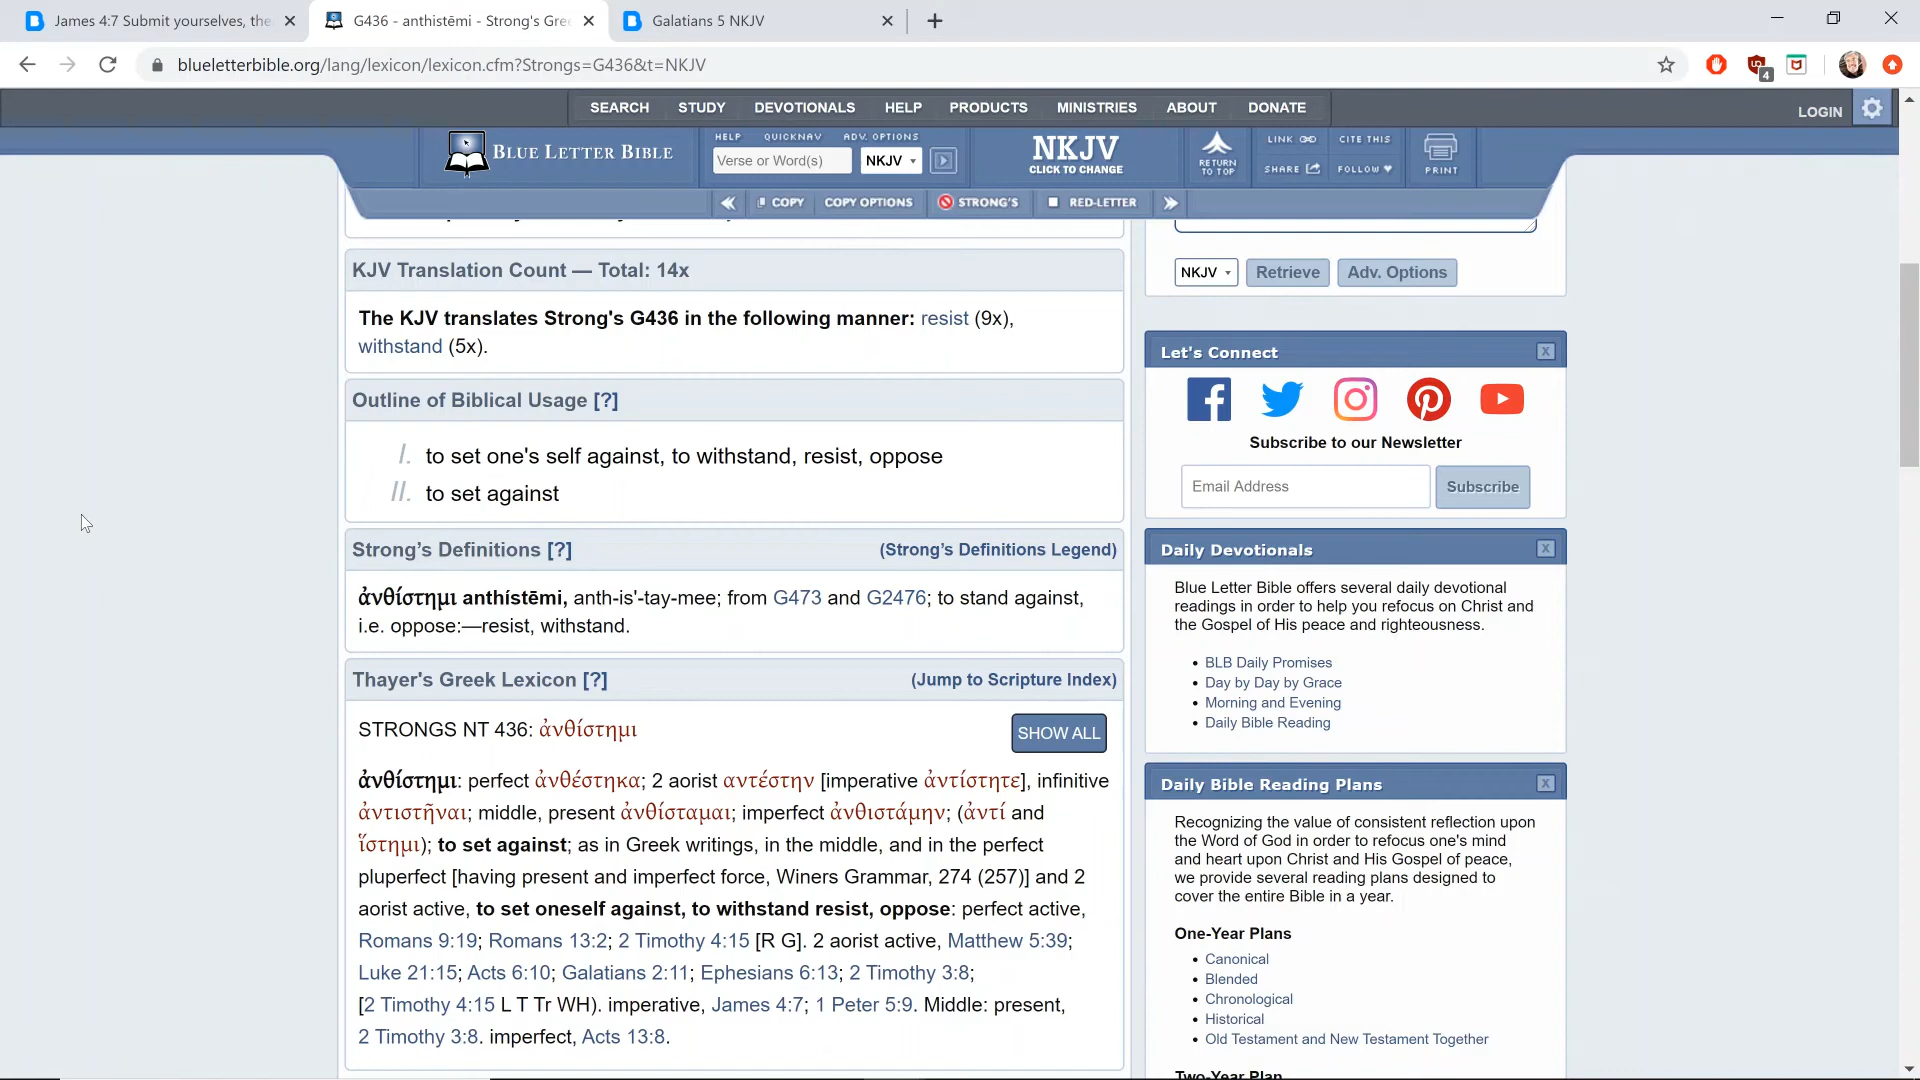 James 4:7 Submit yourselves, the
G436 - anthistēmi - Strong's Gre
Galatians 5 NKJV
blueletterbible.org/lang/lexicon/lexicon.cfm?Strongs=G436&t=NKJV
4
SEARCH STUDY DEVOTIONALS HELP PRODUCTS MINISTRIES ABOUT DONATE
LOGIN
BLUE LETTER BIBLE
HELP QUICKNAV ADV. OPTIONS
Verse or Word(s) NKJV
NKJV
CLICK TO CHANGE
RETURN
TO TOP
LINK CITE THIS
SHARE FOLLOW
PRINT
COPY COPY OPTIONS STRONG'S RED-LETTER
KJV Translation Count — Total: 14x
The KJV translates Strong's G436 in the following manner: resist (9x),
withstand (5x).
Outline of Biblical Usage [?]
I. to set one's self against, to withstand, resist, oppose
II. to set against
Strong’s Definitions [?] (Strong’s Definitions Legend)
ἀνθίστημι anthístēmi, anth-is'-tay-mee; from G473 and G2476; to stand against,
i.e. oppose:—resist, withstand.
Thayer's Greek Lexicon [?] (Jump to Scripture Index)
STRONGS NT 436: ἀνθίστημι
SHOW ALL
ἀνθίστημι: perfect ἀνθέστηκα; 2 aorist αντέστην [imperative ἀντίστητε], infinitive
ἀντιστῆναι; middle, present ἀνθίσταμαι; imperfect ἀνθιστάμην; (ἀντί and
ἵστημι); to set against; as in Greek writings, in the middle, and in the perfect
pluperfect [having present and imperfect force, Winers Grammar, 274 (257)] and 2
aorist active, to set oneself against, to withstand resist, oppose: perfect active,
Romans 9:19; Romans 13:2; 2 Timothy 4:15 [R G]. 2 aorist active, Matthew 5:39;
Luke 21:15; Acts 6:10; Galatians 2:11; Ephesians 6:13; 2 Timothy 3:8;
[2 Timothy 4:15 L T Tr WH). imperative, James 4:7; 1 Peter 5:9. Middle: present,
2 Timothy 3:8. imperfect, Acts 13:8.
NKJV Retrieve Adv. Options
Let's Connect X
Subscribe to our Newsletter
Email Address Subscribe
Daily Devotionals X
Blue Letter Bible offers several daily devotional
readings in order to help you refocus on Christ and
the Gospel of His peace and righteousness.
• BLB Daily Promises
• Day by Day by Grace
• Morning and Evening
• Daily Bible Reading
Daily Bible Reading Plans X
Recognizing the value of consistent reflection upon
the Word of God in order to refocus one's mind
and heart upon Christ and His Gospel of peace,
we provide several reading plans designed to
cover the entire Bible in a year.
One-Year Plans
• Canonical
• Blended
• Chronological
• Historical
• Old Testament and New Testament Together
Two-Year Plan